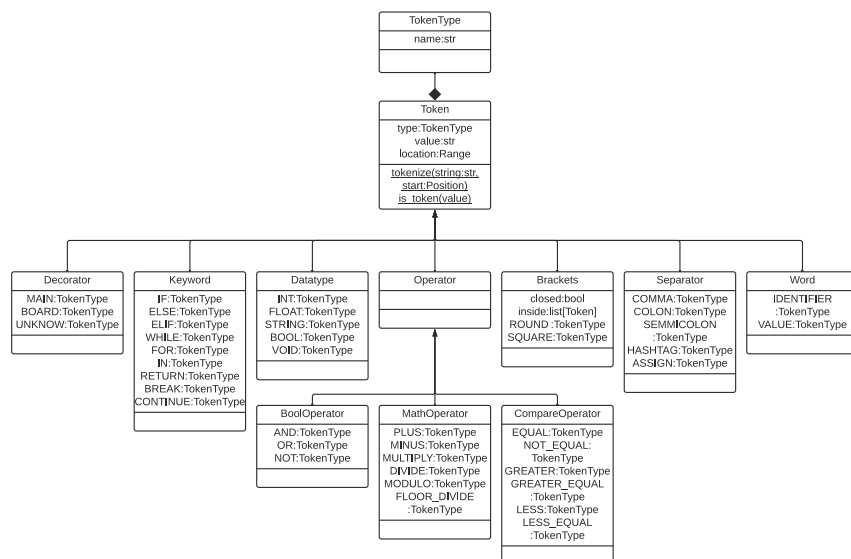 TokenType
name:str
Token
type:TokenType
value:str
location:Range
tokenize(string:str,
start:Position)
is_token(value)
Decorator
MAIN:TokenType
BOARD:TokenType
UNKNOW:TokenType
Keyword
IF:TokenType
ELSE:TokenType
ELIF:TokenType
WHILE:TokenType
FOR:TokenType
IN:TokenType
RETURN:TokenType
BREAK:TokenType
CONTINUE:TokenType
Datatype
INT:TokenType
FLOAT:TokenType
STRING:TokenType
BOOL:TokenType
VOID:TokenType
Operator
Brackets
closed:bool
inside:list[Token]
ROUND :TokenType
SQUARE:TokenType
Separator
COMMA:TokenType
COLON:TokenType
SEMMICOLON
:TokenType
HASHTAG:TokenType
ASSIGN:TokenType
Word
IDENTIFIER
:TokenType
VALUE:TokenType
BoolOperator
AND:TokenType
OR:TokenType
NOT:TokenType
MathOperator
PLUS:TokenType
MINUS:TokenType
MULTIPLY:TokenType
DIVIDE:TokenType
MODULO:TokenType
FLOOR_DIVIDE
:TokenType
CompareOperator
EQUAL:TokenType
NOT_EQUAL:
TokenType
GREATER:TokenType
GREATER_EQUAL
:TokenType
LESS:TokenType
LESS_EQUAL
:TokenType